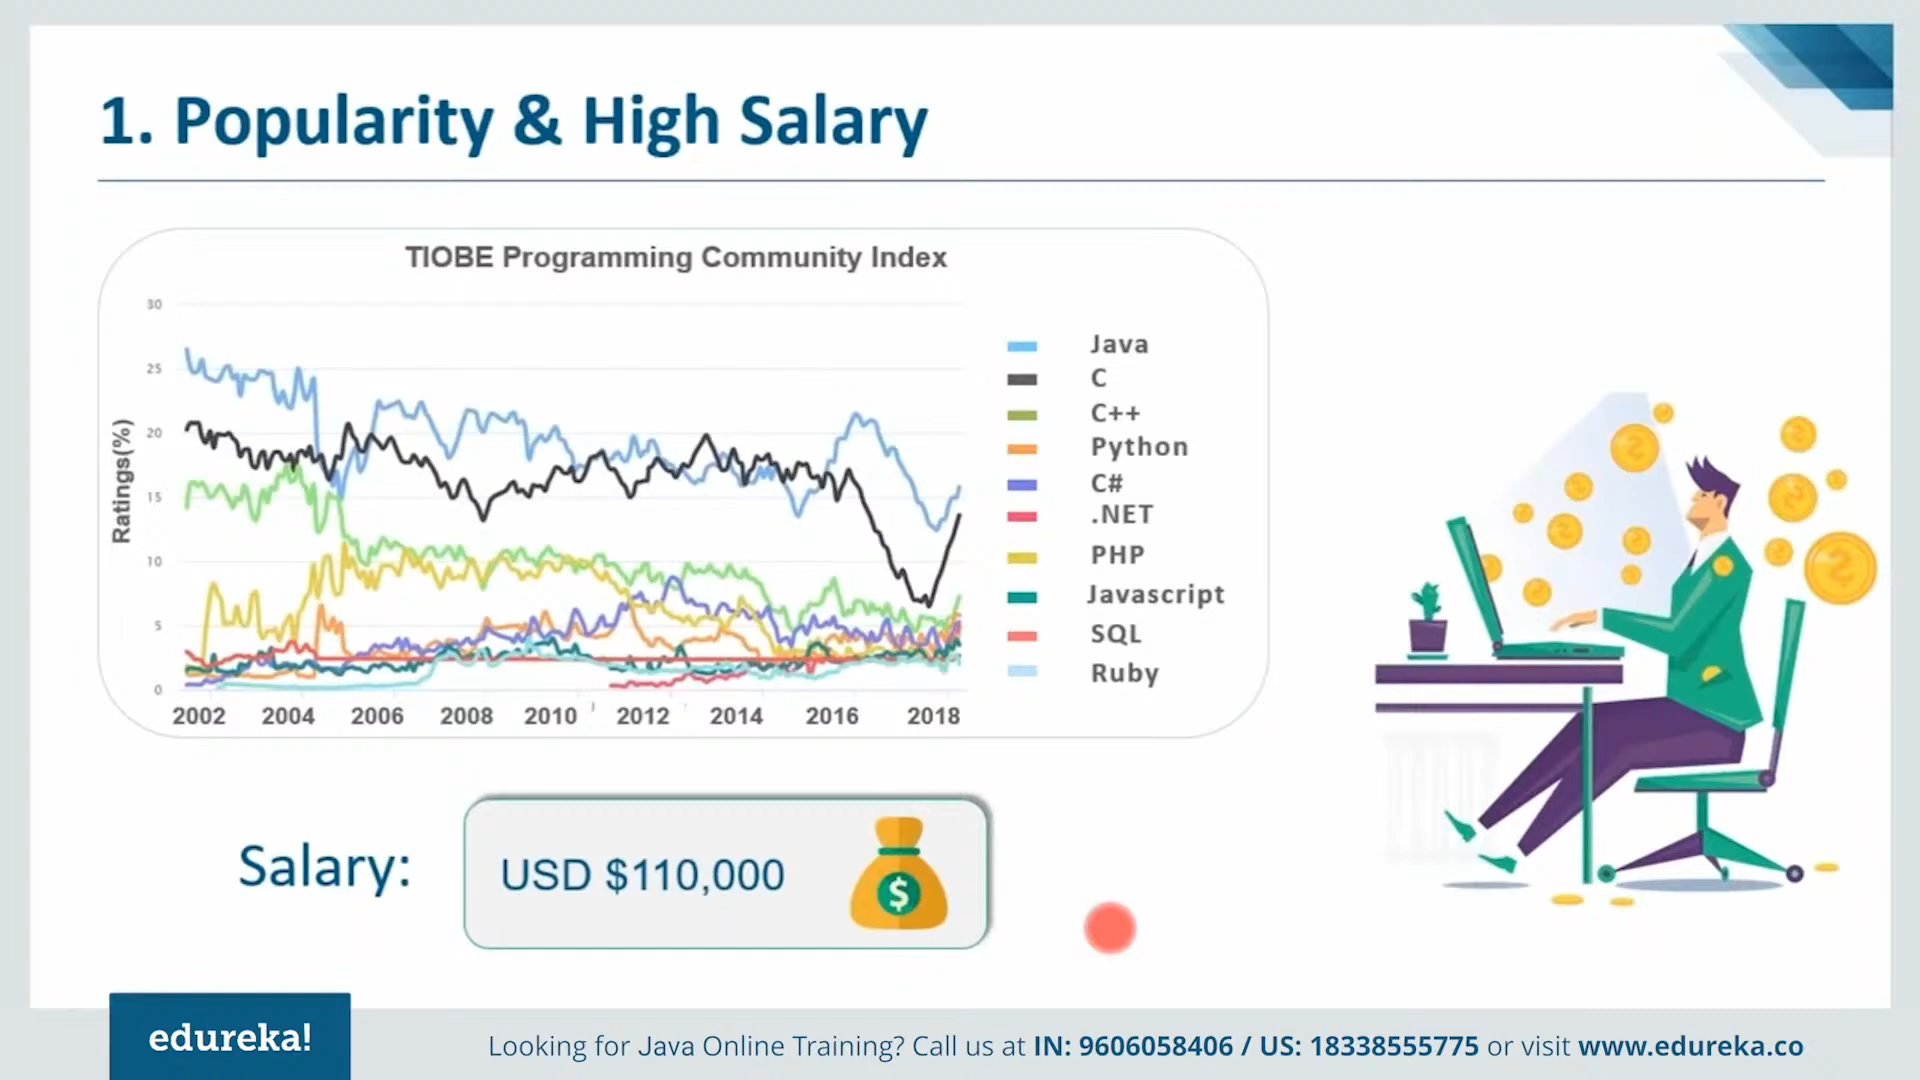 1. Popularity & High Salary
TIOBE Programming Community Index
Ratings(%)
30
25
20
15
10
5
0
2002 2004 2006 2008 2010 2012 2014 2016 2018
Java
C
C++
Python
C#
.NET
PHP
Javascript
SQL
Ruby
Salary:
USD $110,000
$
edureka!
Looking for Java Online Training? Call us at IN: 9606058406 / US: 18338555775 or visit www.edureka.co